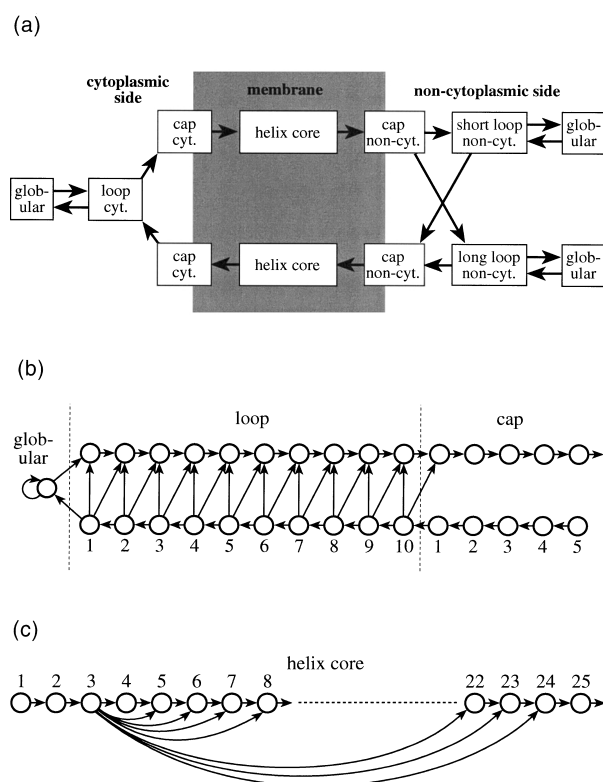 (a)
cytoplasmic
side
membrane
non-cytoplasmic side
cap
cyt.
helix core
cap
non-cyt.
short loop
non-cyt.
glob-
ular
glob-
ular
loop
cyt.
cap
cyt.
helix core
cap
non-cyt.
long loop
non-cyt.
glob-
ular
(b)
loop
cap
glob-
ular
1 2 3 4 5 6 7 8 9 10 1 2 3 4 5
(c)
helix core
1 2 3 4 5 6 7 8 22 23 24 25